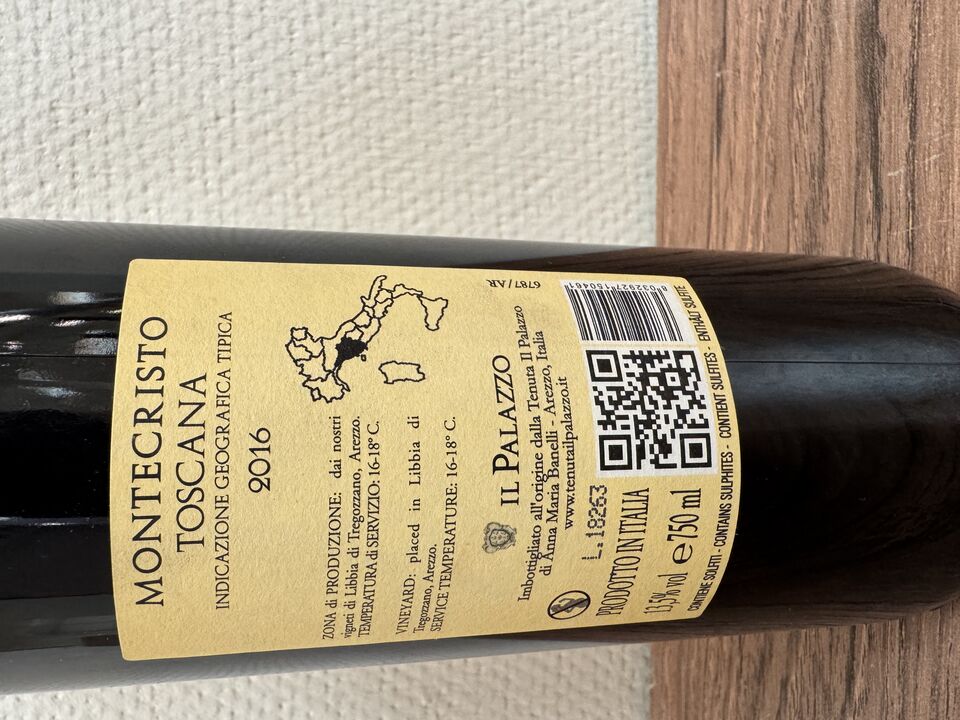 MONTECRISTO
TOSCANA
INDICAZIONE GEOGRAFICA TIPICA
2016
ZONA di PRODUZIONE: dai nostri
vigneti di Libbia di Tregozzano, Arezzo.
TEMPERATURA di SERVIZIO: 16-18° C.
VINEYARD: placed in Libbia di
Tregozzano, Arezzo.
SERVICE TEMPERATURE: 16-18° C.
6787/AR
IL PALAZZO
Imbottigliato all'origine dalla Tenuta Il Palazzo
di Anna Maria Banelli - Arezzo, Italia
www.tenutailpalazzo.it
L.18263
8 032927 150461
PRODOTTO IN ITALIA
13,5% vol e 750 ml
CONTIENE SOLFITI - CONTAINS SULPHITES - CONTIENT SULFITES - ENTHÄLT SULFITE